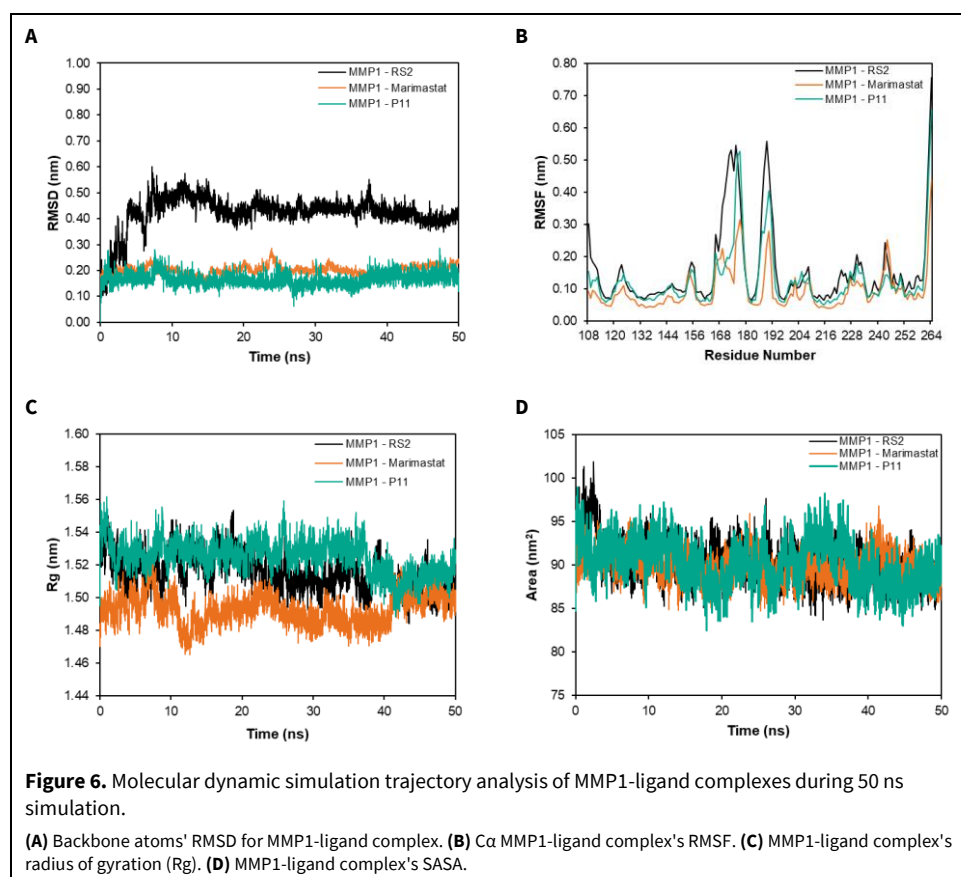 A
1.00
0.90
0.80
0.70
0.60
0.50
0.40
0.30
0.20
0.10
0.00
RMSD (nm)
MMP1 - RS2
MMP1 - Marimastat
MMP1 - P11
0 10 20 30 40 50
Time (ns)
B
0.80
0.70
0.60
0.50
0.40
0.30
0.20
0.10
0.00
RMSF (nm)
MMP1 - RS2
MMP1 - Marimastat
MMP1 - P11
108 120 132 144 156 168 180 192 204 216 228 240 252 264
Residue Number
C
1.60
1.58
1.56
1.54
1.52
1.50
1.48
1.46
1.44
Rg (nm)
MMP1 - RS2
MMP1 - Marimastat
MMP1 - P11
0 10 20 30 40 50
Time (ns)
D
105
100
95
90
85
80
75
Area (nm²)
MMP1 - RS2
MMP1 - Marimastat
MMP1 - P11
0 10 20 30 40 50
Time (ns)
Figure 6. Molecular dynamic simulation trajectory analysis of MMP1-ligand complexes during 50 ns
simulation.
(A) Backbone atoms' RMSD for MMP1-ligand complex. (B) Cα MMP1-ligand complex's RMSF. (C) MMP1-ligand complex's
radius of gyration (Rg). (D) MMP1-ligand complex's SASA.